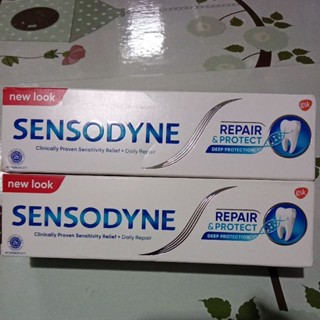 new look
SENSODYNE
Clinically Proven Sensitivity Relief + Daily Repair
REPAIR
& PROTECT
DEEP PROTECTION
gsk
new look
SENSODYNE
Clinically Proven Sensitivity Relief + Daily Repair
REPAIR
& PROTECT
DEEP PROTECTION
gsk